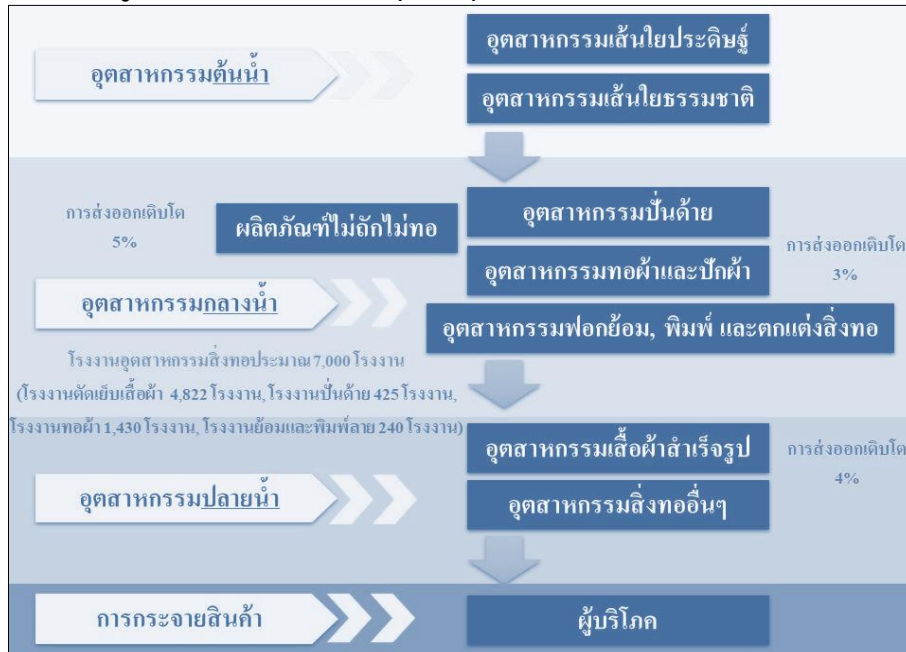 อุตสาหกรรมต้นน้ำ
อุตสาหกรรมเส้นใยประดิษฐ์
อุตสาหกรรมเส้นใยธรรมชาติ
การส่งออกเติบโต
5%
ผลิตภัณฑ์ไม่ถักไม่ทอ
อุตสาหกรรมปั่นด้าย
อุตสาหกรรมทอผ้าและปักผ้า
การส่งออกเติบโต
3%
อุตสาหกรรมกลางน้ำ
อุตสาหกรรมฟอกย้อม, พิมพ์ และตกแต่งสิ่งทอ
โรงงานอุตสาหกรรมสิ่งทอประมาณ 7,000 โรงงาน
(โรงงานตัดเย็บเสื้อผ้า 4,822 โรงงาน, โรงงานปั่นด้าย 425 โรงงาน,
โรงงานทอผ้า 1,430 โรงงาน, โรงงานย้อมและพิมพ์ลาย 240 โรงงาน)
อุตสาหกรรมเสื้อผ้าสำเร็จรูป
การส่งออกเติบโต
4%
อุตสาหกรรมปลายน้ำ
อุตสาหกรรมสิ่งทออื่นๆ
การกระจายสินค้า
ผู้บริโภค